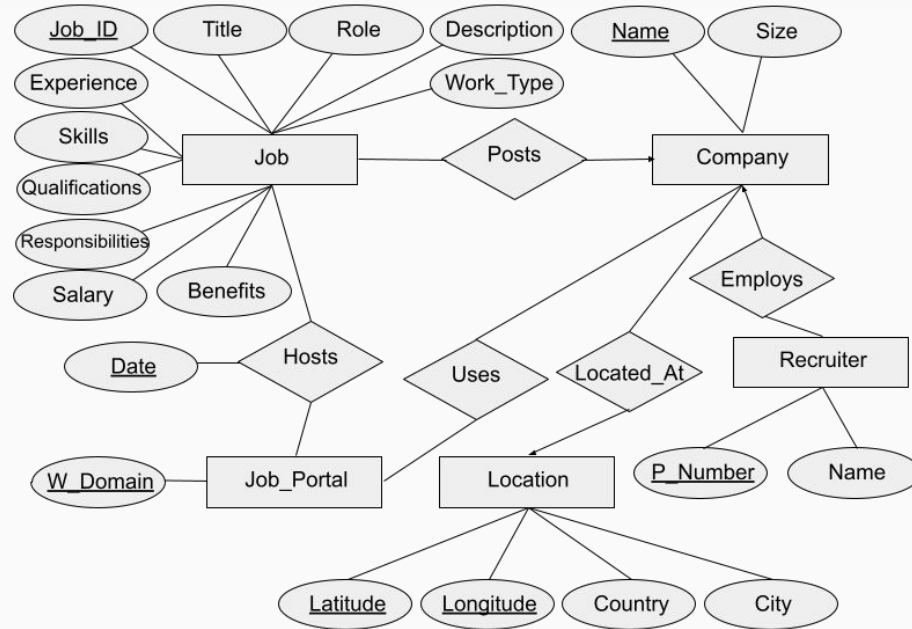 Job_ID
Title
Role
Description
Name
Size
Experience
Work_Type
Skills
Job
Posts
Company
Qualifications
Responsibilities
Salary
Benefits
Employs
Date
Hosts
Uses
Located_At
Recruiter
W_Domain
Job_Portal
Location
P_Number
Name
Latitude
Longitude
Country
City